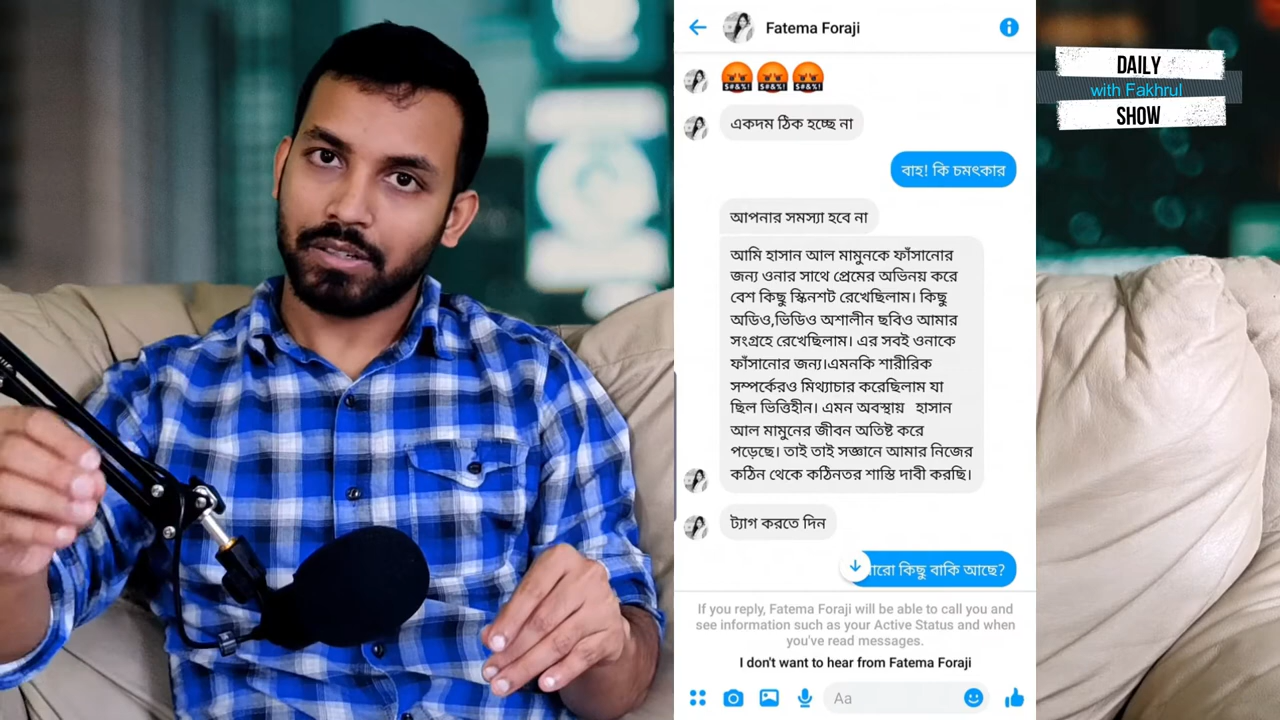 Fatema Foraji
একদম ঠিক হচ্ছে না
বাহ! কি চমৎকার
আপনার সমস্যা হবে না
আমি হাসান আল মামুনকে ফাঁসানোর
জন্য ওনার সাথে প্রেমের অভিনয় করে
বেশ কিছু স্কিনশট রেখেছিলাম। কিছু
অডিও,ভিডিও অশালীন ছবিও আমার
সংগ্রহে রেখেছিলাম। এর সবই ওনাকে
ফাঁসানোর জন্য।এমনকি শারীরিক
সম্পর্কেরও মিথ্যাচার করেছিলাম যা
ছিল ভিত্তিহীন। এমন অবস্থায় হাসান
আল মামুনের জীবন অতিষ্ট করে
পড়েছে। তাই তাই সজ্ঞানে আমার নিজের
কঠিন থেকে কঠিনতর শাস্তি দাবী করছি।
ট্যাগ করতে দিন
কিছু বাকি আছে?
If you reply, Fatema Foraji will be able to call you and
see information such as your Active Status and when
you've read messages.
I don't want to hear from Fatema Foraji
Aa
DAILY
with Fakhrul
SHOW